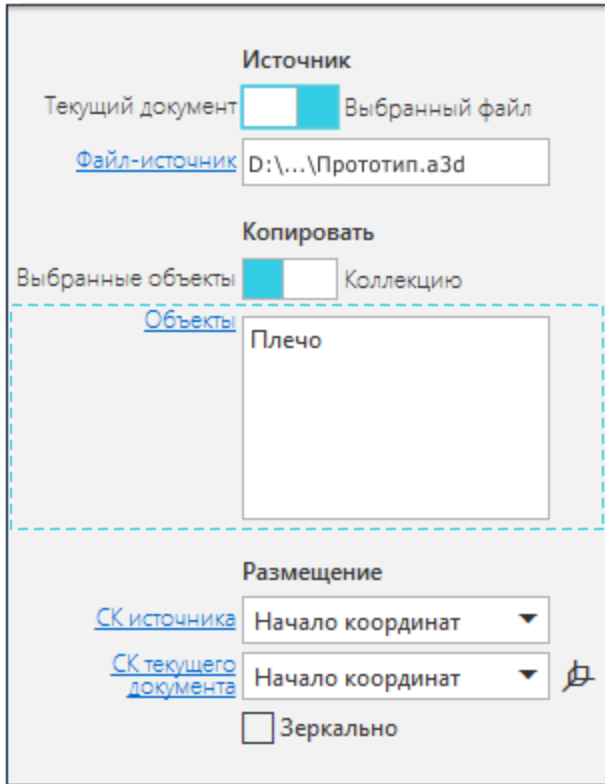 Источник
Текущий документ Выбранный файл
Файл-источник D:\...\Прототип.a3d
Копировать
Выбранные объекты Коллекцию
Объекты Плечо
Размещение
СК источника Начало координат
СК текущего
документа Начало координат
Зеркально